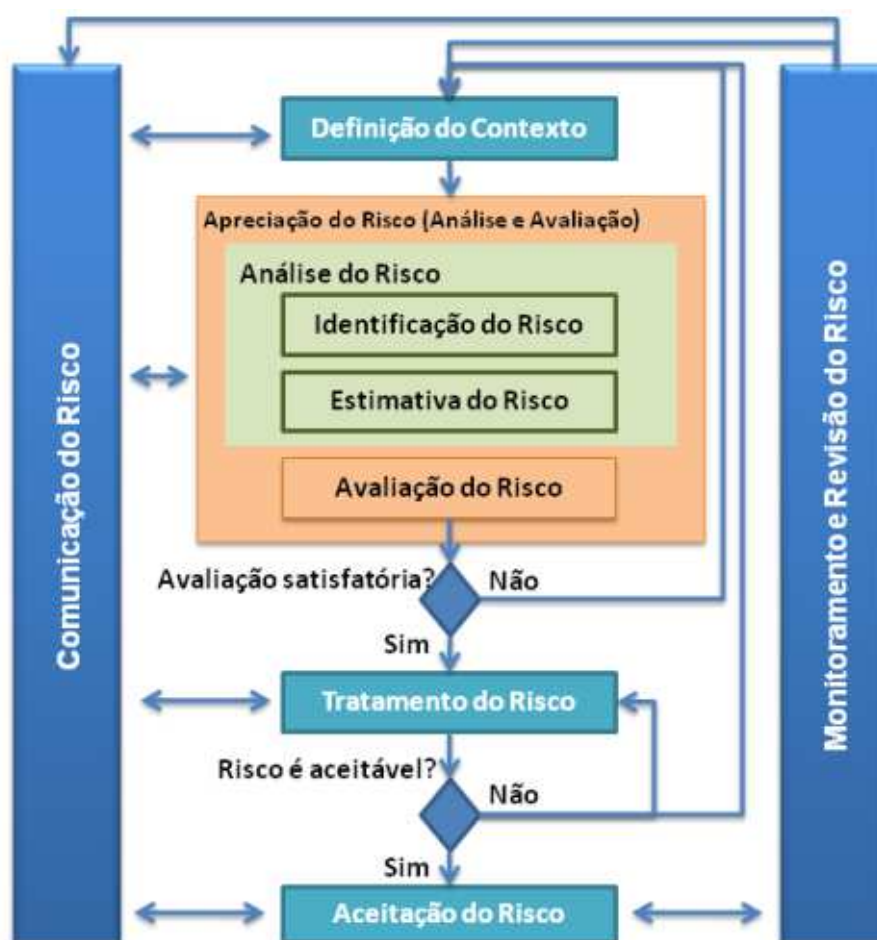 Comunicação do Risco
Definição do Contexto
Apreciação do Risco (Análise e Avaliação)
Análise do Risco
Identificação do Risco
Estimativa do Risco
Avaliação do Risco
Avaliação satisfatória?
Não
Sim
Tratamento do Risco
Risco é aceitável?
Não
Sim
Aceitação do Risco
Monitoramento e Revisão do Risco